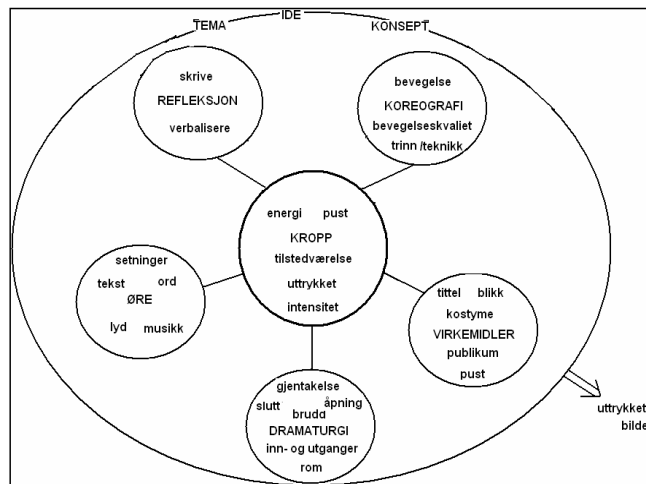 IDE
TEMA
KONSEPT
skrive
REFLEKSJON
verbalisere
bevegelse
KOREOGRAFI
bevegelseskvaliet
trinn /teknikk
energi pust
KROPP
tilstedværelse
uttrykket
intensitet
setninger
tekst ord
ØRE
lyd musikk
tittel blikk
kostyme
VIRKEMIDLER
publikum
pust
gjentakelse
slutt åpning
brudd
DRAMATURGI
inn- og utganger
rom
uttrykket
bilde